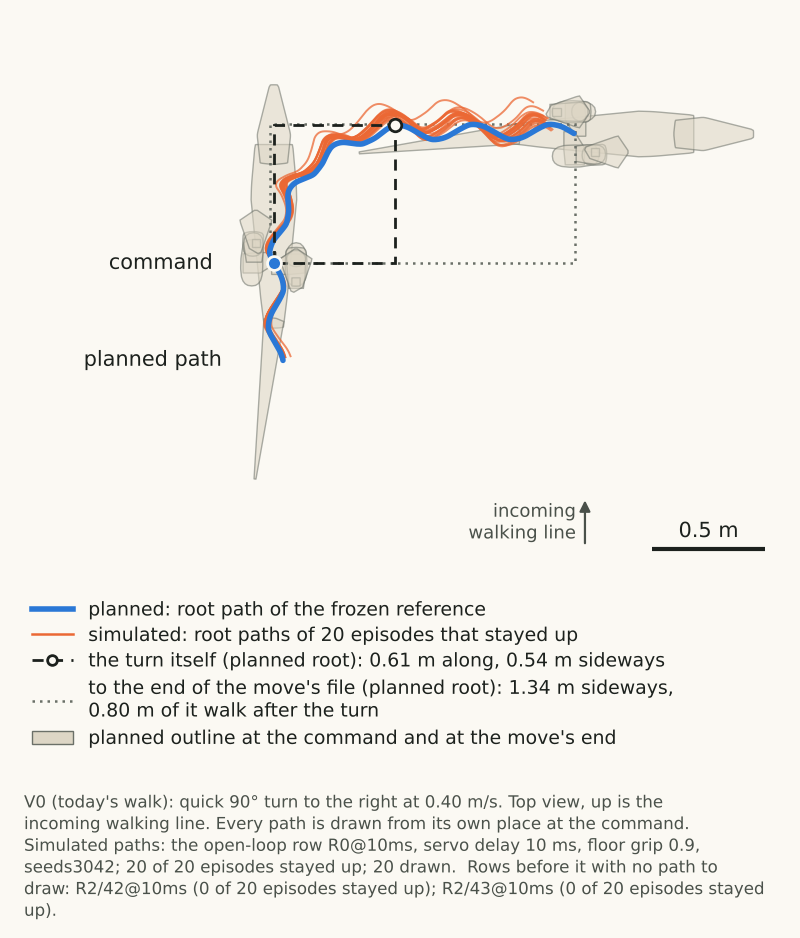 command
planned path
incoming
walking line
0.5 m
planned: root path of the frozen reference
simulated: root paths of 20 episodes that stayed up
the turn itself (planned root): 0.61 m along, 0.54 m sideways
to the end of the move's file (planned root): 1.34 m sideways,
0.80 m of it walk after the turn
planned outline at the command and at the move's end
V0 (today's walk): quick 90° turn to the right at 0.40 m/s. Top view, up is the
incoming walking line. Every path is drawn from its own place at the command.
Simulated paths: the open-loop row R0@10ms, servo delay 10 ms, floor grip 0.9,
seeds3042; 20 of 20 episodes stayed up; 20 drawn.  Rows before it with no path to
draw: R2/42@10ms (0 of 20 episodes stayed up); R2/43@10ms (0 of 20 episodes stayed
up).